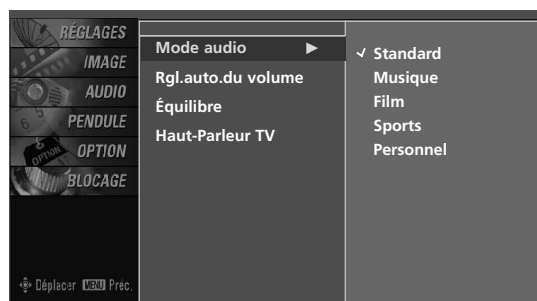 RÉGLAGES
IMAGE
AUDIO
PENDULE
OPTION
BLOCAGE
Déplacer MENU Préc.
Mode audio ▶
Rgl.auto.du volume
Équilibre
Haut-Parleur TV
✓ Standard
Musique
Film
Sports
Personnel